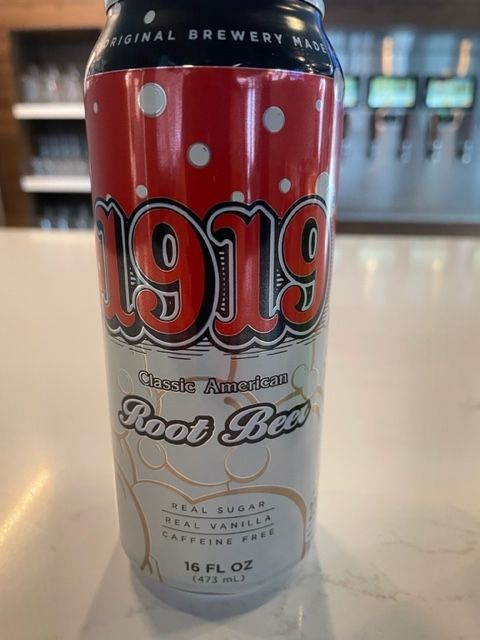 ORIGINAL BREWERY MADE
1919
Classic American
Root Beer
REAL SUGAR
REAL VANILLA
CAFFEINE FREE
16 FL OZ
(473 mL)